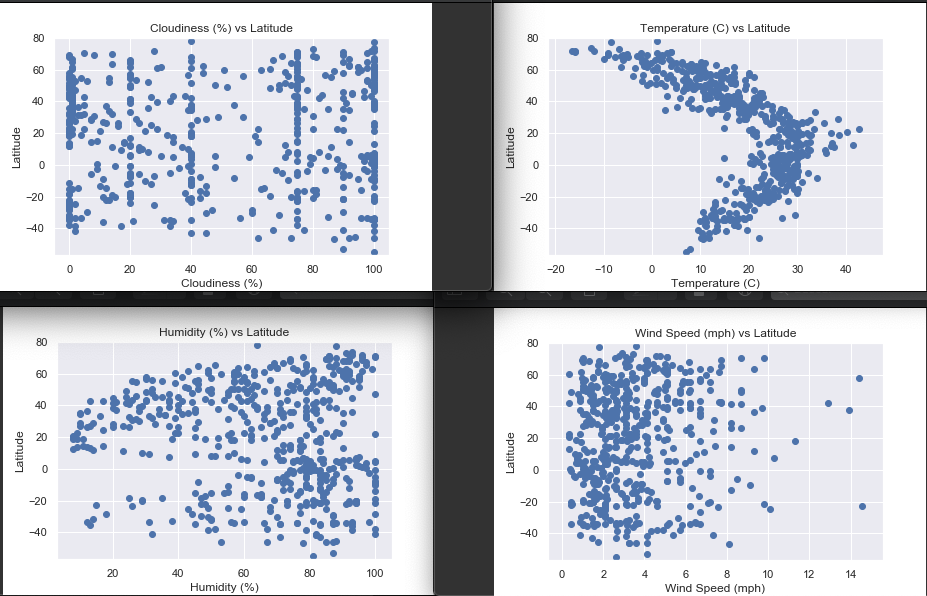 Cloudiness (%) vs Latitude
80
60
40
20
0
−20
−40
Latitude
0 20 40 60 80 100
Cloudiness (%)
Temperature (C) vs Latitude
80
60
40
20
0
−20
−40
Latitude
−20 −10 0 10 20 30 40
Temperature (C)
Humidity (%) vs Latitude
80
60
40
20
0
−20
−40
Latitude
20 40 60 80 100
Humidity (%)
Wind Speed (mph) vs Latitude
80
60
40
20
0
−20
−40
Latitude
0 2 4 6 8 10 12 14
Wind Speed (mph)